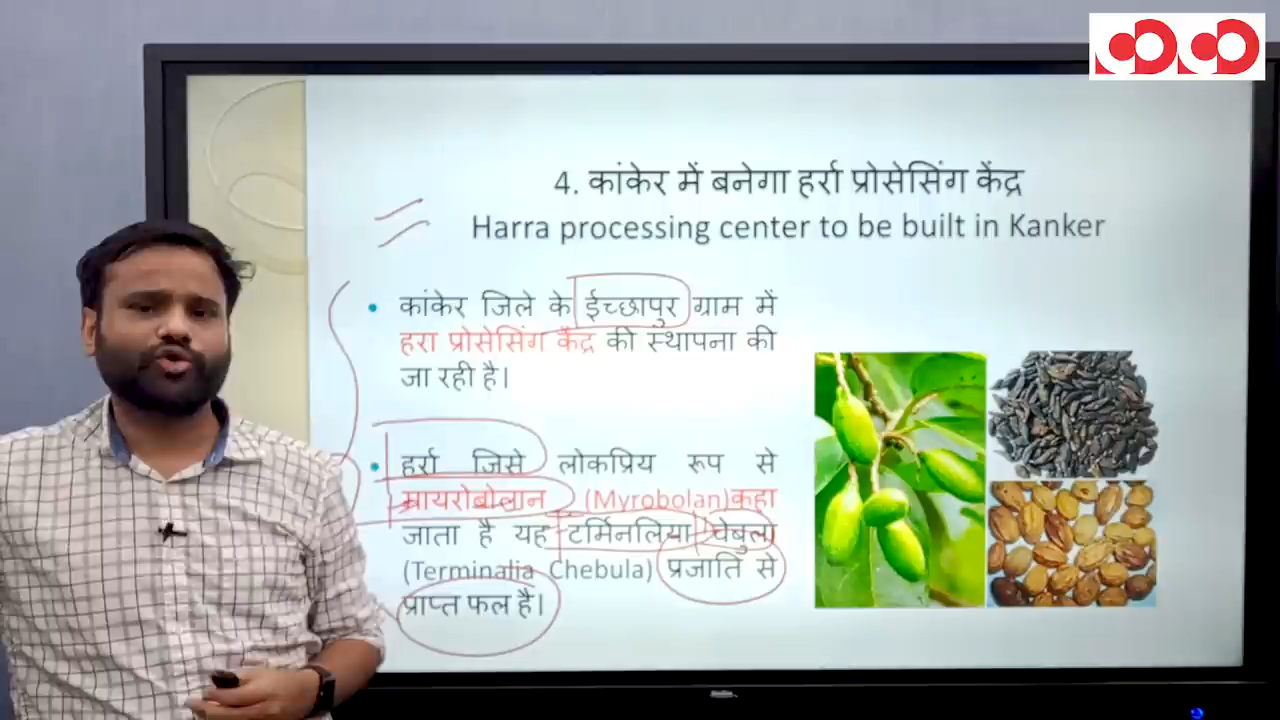 4. कांकेर में बनेगा हर्रा प्रोसेसिंग केंद्र
Harra processing center to be built in Kanker
• कांकेर जिले के ईच्छापुर ग्राम में
हरा प्रोसेसिंग केंद्र की स्थापना की
जा रही है।
• हर्रा जिसे लोकप्रिय रूप से
म्रायरोबोलान (Myrobolan)कहा
जाता है यह टर्मिनलिया चेबुला
(Terminalia Chebula) प्रजाति से
प्राप्त फल है।